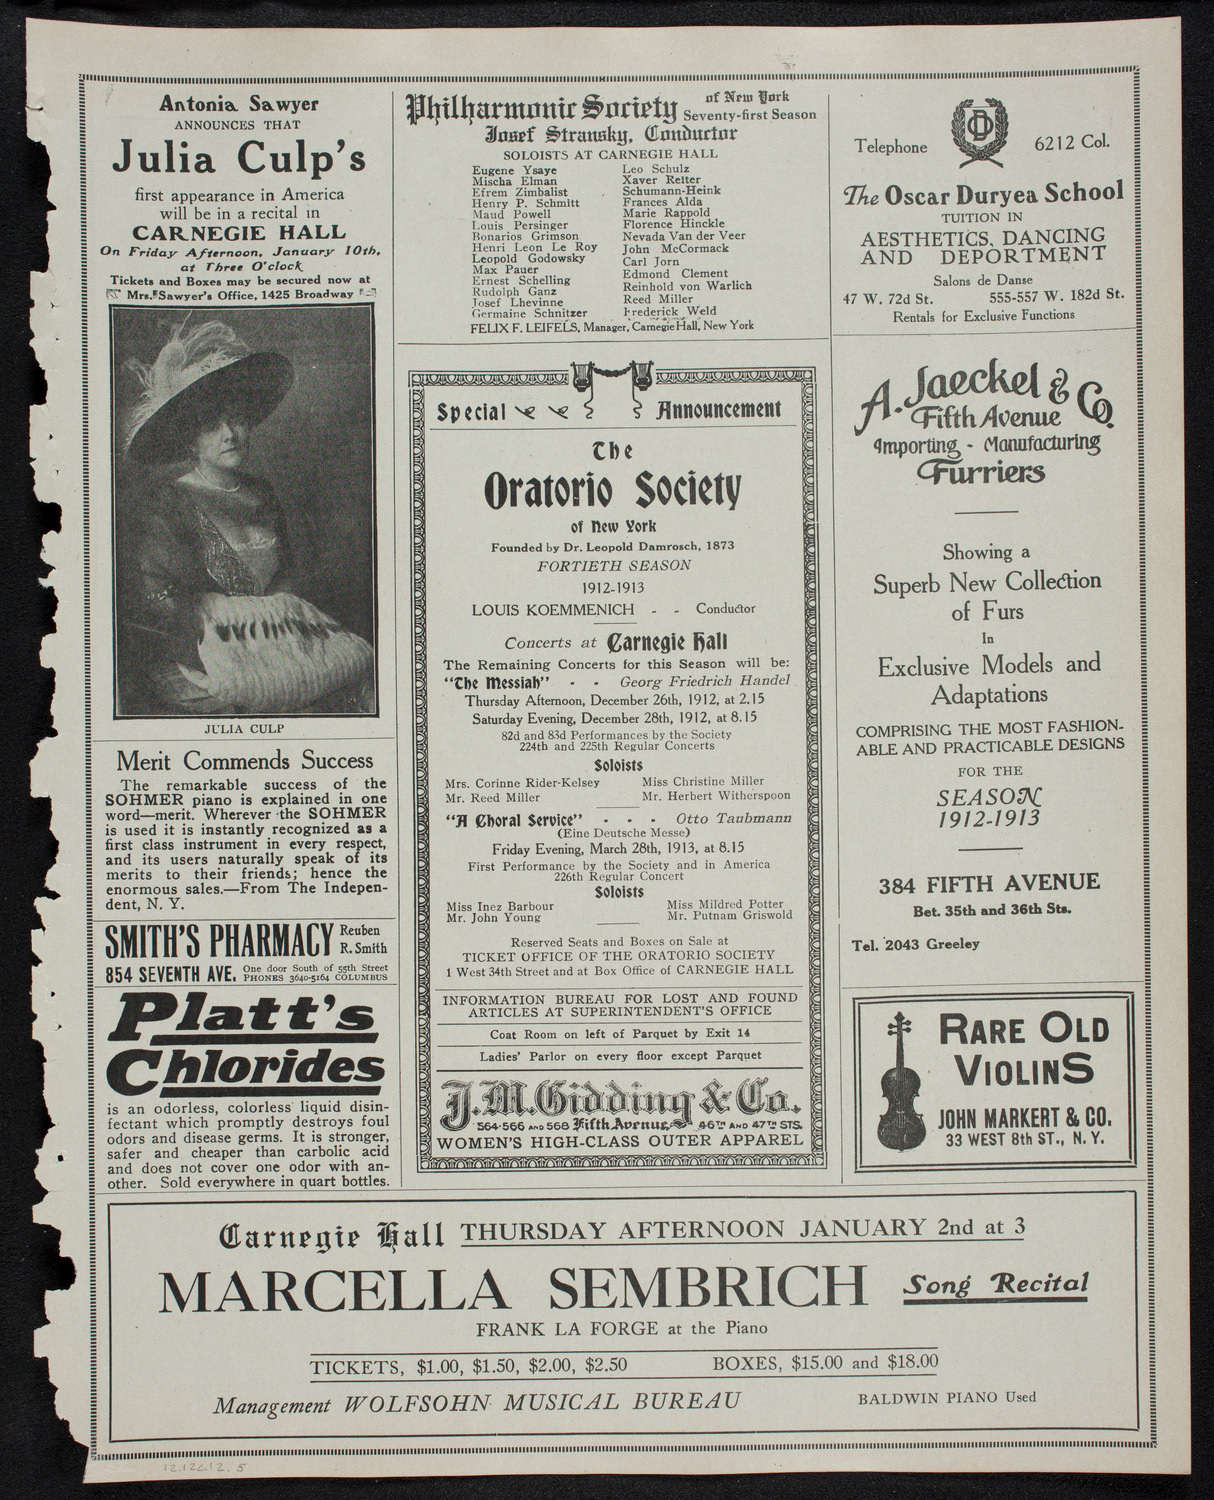 Antonia Sawyer
ANNOUNCES THAT
Julia Culp's
first appearance in America
will be in a recital in
CARNEGIE HALL
On Friday Afternoon, January 10th,
at Three O'clock
Tickets and Boxes may be secured now at
Mrs. Sawyer's Office, 1425 Broadway
JULIA CULP
Merit Commends Success
The remarkable success of the
SOHMER piano is explained in one
word—merit. Wherever the SOHMER
is used it is instantly recognized as a
first class instrument in every respect,
and its users naturally speak of its
merits to their friends; hence the
enormous sales.—From The Indepen-
dent, N. Y.
SMITH'S PHARMACY Reuben
R. Smith
854 SEVENTH AVE. One door South of 55th Street
PHONES 3640-5164 COLUMBUS
Platt's
Chlorides
is an odorless, colorless liquid disin-
fectant which promptly destroys foul
odors and disease germs. It is stronger,
safer and cheaper than carbolic acid
and does not cover one odor with an-
other. Sold everywhere in quart bottles.
Philharmonic Society of New York
Seventy-first Season
Josef Stransky, Conductor
SOLOISTS AT CARNEGIE HALL
Eugene Ysaye
Mischa Elman
Efrem Zimbalist
Henry P. Schmitt
Maud Powell
Louis Persinger
Bonarios Grimson
Henri Leon Le Roy
Leopold Godowsky
Max Pauer
Ernest Schelling
Rudolph Ganz
Josef Lhevinne
Germaine Schnitzer
Leo Schulz
Xaver Reiter
Schumann-Heink
Frances Alda
Marie Rappold
Florence Hinckle
Nevada Van der Veer
John McCormack
Carl Jorn
Edmond Clement
Reinhold von Warlich
Reed Miller
Frederick Weld
FELIX F. LEIFELS, Manager, Carnegie Hall, New York
Special Announcement
The
Oratorio Society
of New York
Founded by Dr. Leopold Damrosch, 1873
FORTIETH SEASON
1912-1913
LOUIS KOEMMENICH - - Conductor
Concerts at Carnegie Hall
The Remaining Concerts for this Season will be:
"The Messiah" - - Georg Friedrich Handel
Thursday Afternoon, December 26th, 1912, at 2.15
Saturday Evening, December 28th, 1912, at 8.15
82d and 83d Performances by the Society
224th and 225th Regular Concerts
Soloists
Mrs. Corinne Rider-Kelsey Miss Christine Miller
Mr. Reed Miller Mr. Herbert Witherspoon
"A Choral Service" - - - Otto Taubmann
(Eine Deutsche Messe)
Friday Evening, March 28th, 1913, at 8.15
First Performance by the Society and in America
226th Regular Concert
Soloists
Miss Inez Barbour Miss Mildred Potter
Mr. John Young Mr. Putnam Griswold
Reserved Seats and Boxes on Sale at
TICKET OFFICE OF THE ORATORIO SOCIETY
1 West 34th Street and at Box Office of CARNEGIE HALL
INFORMATION BUREAU FOR LOST AND FOUND
ARTICLES AT SUPERINTENDENT'S OFFICE
Coat Room on left of Parquet by Exit 14
Ladies' Parlor on every floor except Parquet
J. M. Gidding & Co.
564-566 AND 568 Fifth Avenue, 46TH AND 47TH STS.
WOMEN'S HIGH-CLASS OUTER APPAREL
Telephone 6212 Col.
The Oscar Duryea School
TUITION IN
AESTHETICS, DANCING
AND DEPORTMENT
Salons de Danse
47 W. 72d St. 555-557 W. 182d St.
Rentals for Exclusive Functions
A. Jaeckel & Co.
Fifth Avenue
Importing - Manufacturing
Furriers
Showing a
Superb New Collection
of Furs
In
Exclusive Models and
Adaptations
COMPRISING THE MOST FASHION-
ABLE AND PRACTICABLE DESIGNS
FOR THE
SEASON
1912-1913
384 FIFTH AVENUE
Bet. 35th and 36th Sts.
Tel. 2043 Greeley
RARE OLD
VIOLINS
JOHN MARKERT & CO.
33 WEST 8th ST., N. Y.
Carnegie Hall THURSDAY AFTERNOON JANUARY 2nd at 3
MARCELLA SEMBRICH Song Recital
FRANK LA FORGE at the Piano
TICKETS, $1.00, $1.50, $2.00, $2.50 BOXES, $15.00 and $18.00
Management WOLFSOHN MUSICAL BUREAU BALDWIN PIANO Used